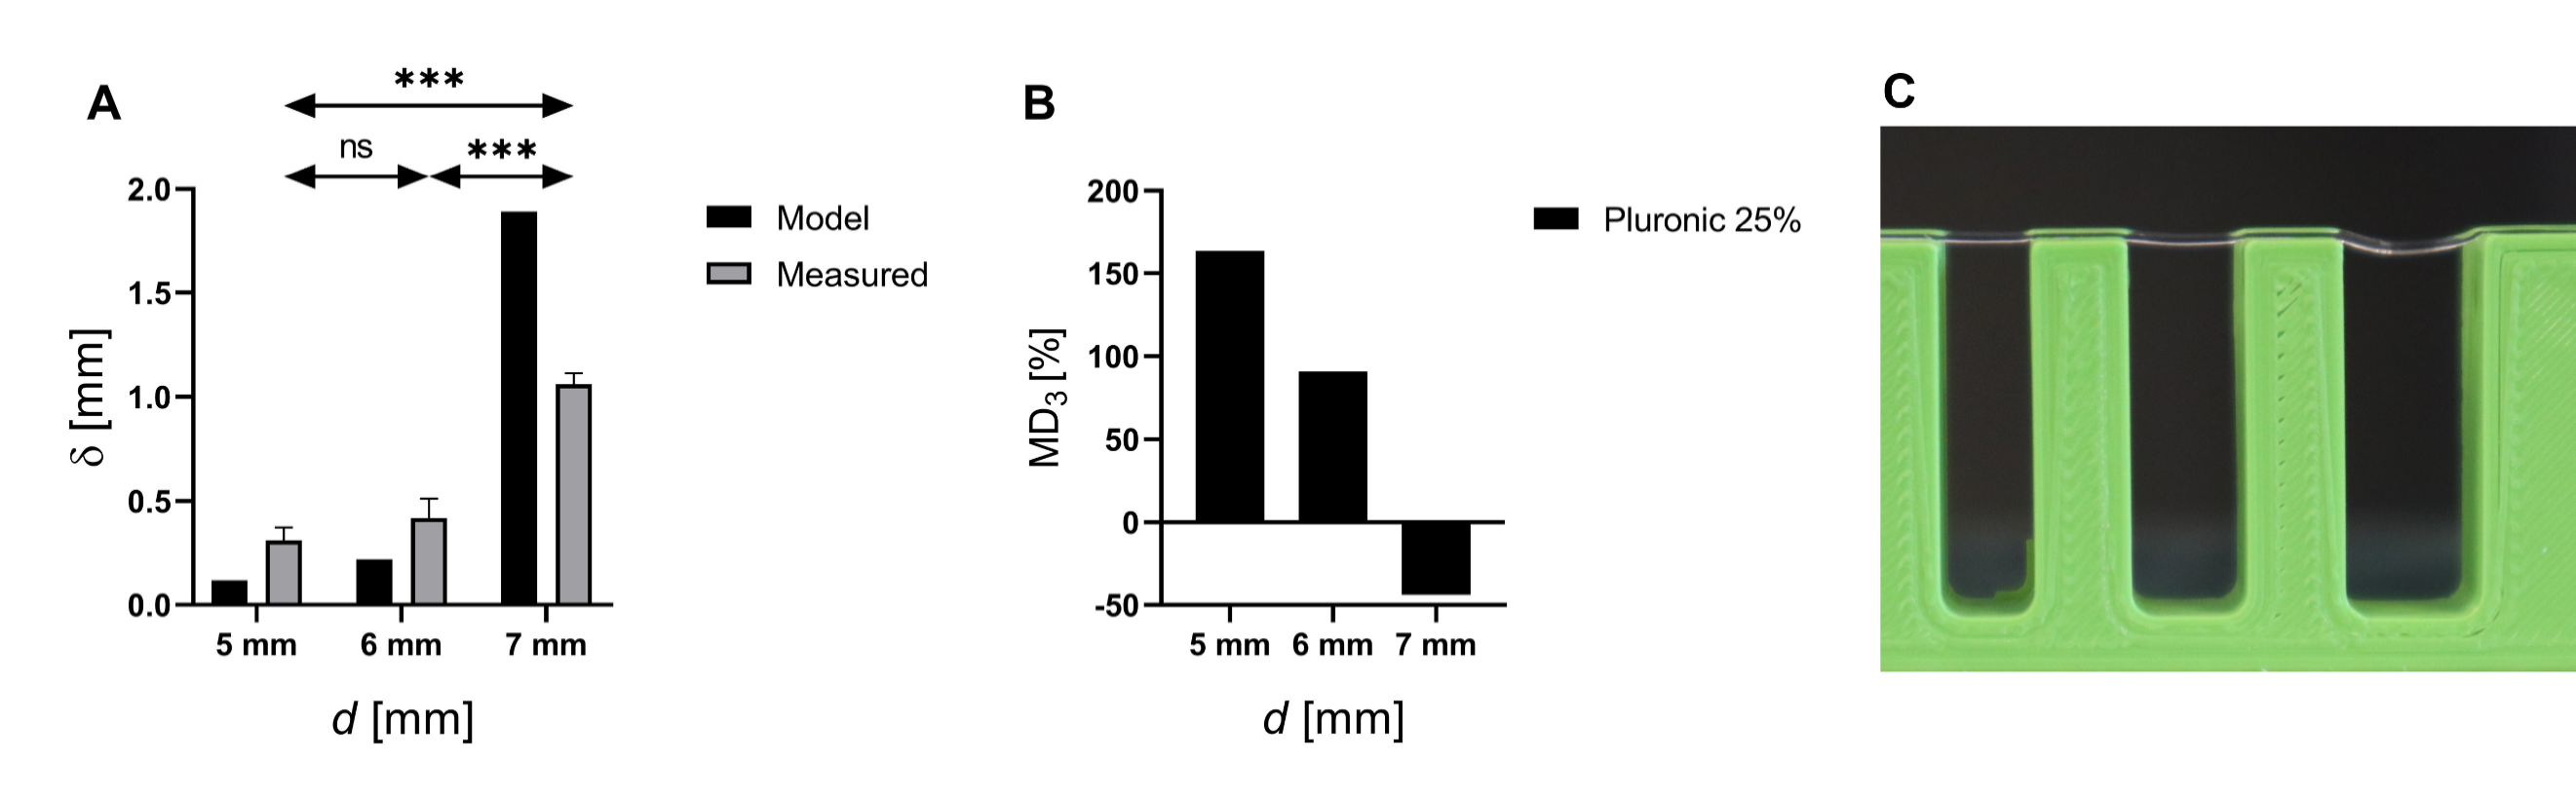 A
***
ns
***
2.0
1.5
1.0
0.5
0.0
δ [mm]
5 mm
6 mm
7 mm
d [mm]
Model
Measured
B
200
150
100
50
0
-50
MD3 [%]
5 mm
6 mm
7 mm
d [mm]
Pluronic 25%
C